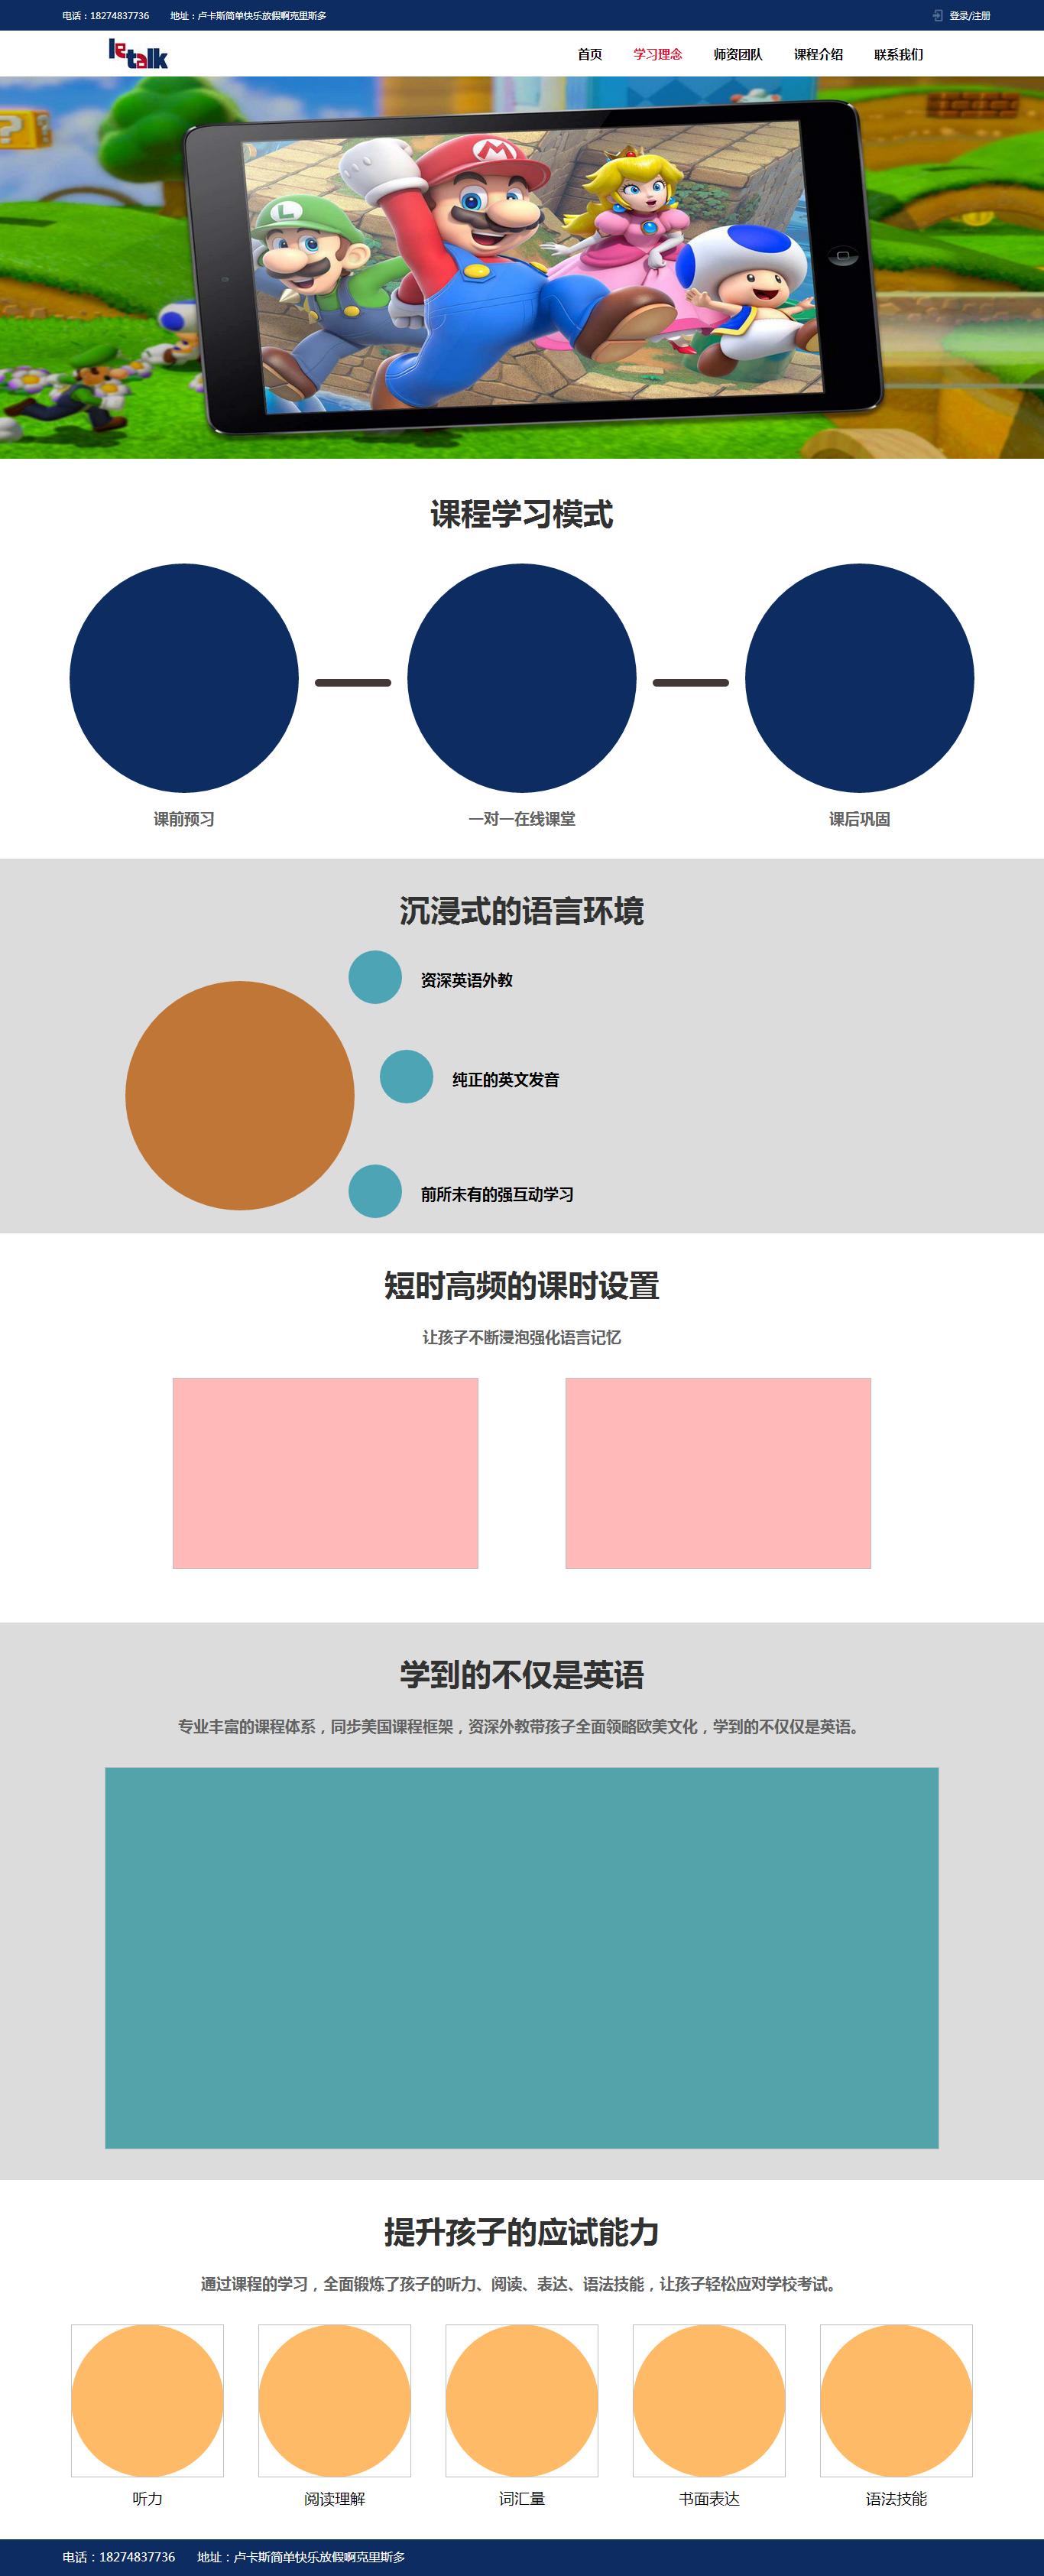 电话：18274837736 地址：卢卡斯简单快乐放假啊克里斯多 登录/注册
letalk 首页 学习理念 师资团队 课程介绍 联系我们
?
L M
课程学习模式
课前预习 一对一在线课堂 课后巩固
沉浸式的语言环境
资深英语外教
纯正的英文发音
前所未有的强互动学习
短时高频的课时设置
让孩子不断浸泡强化语言记忆
学到的不仅是英语
专业丰富的课程体系，同步美国课程框架，资深外教带孩子全面领略欧美文化，学到的不仅仅是英语。
提升孩子的应试能力
通过课程的学习，全面锻炼了孩子的听力、阅读、表达、语法技能，让孩子轻松应对学校考试。
听力 阅读理解 词汇量 书面表达 语法技能
电话：18274837736 地址：卢卡斯简单快乐放假啊克里斯多